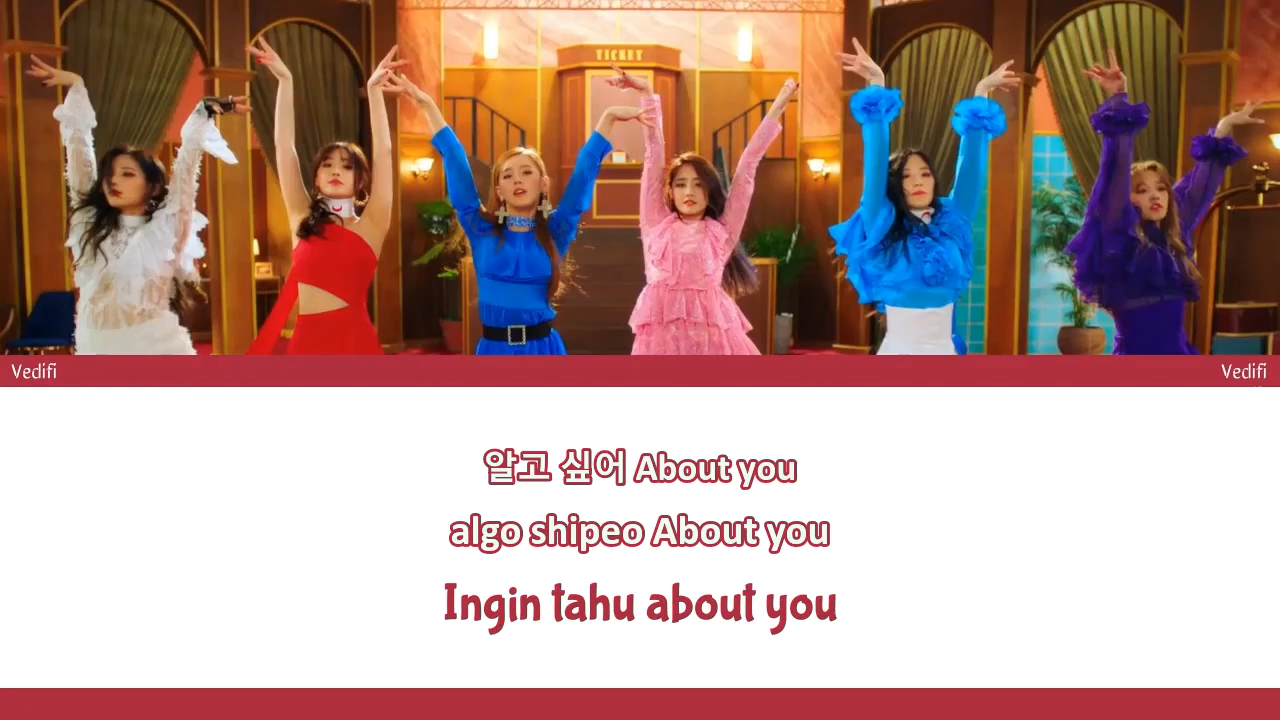 TICKET
Vedifi
Vedifi
알고 싶어 About you
algo shipeo About you
Ingin tahu about you